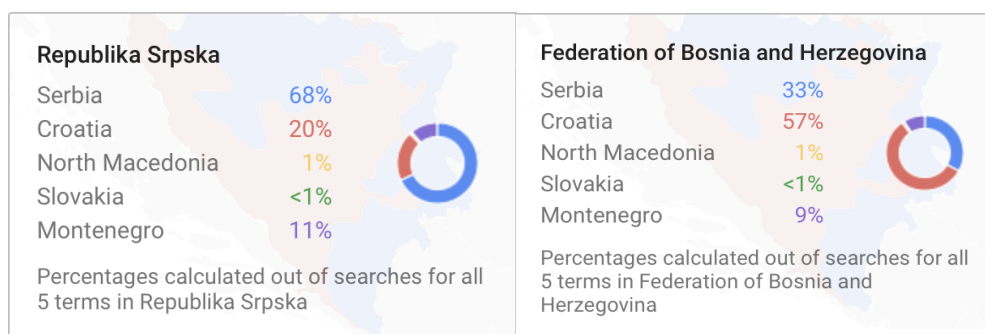 Republika Srpska
Serbia 68%
Croatia 20%
North Macedonia 1%
Slovakia <1%
Montenegro 11%
Percentages calculated out of searches for all
5 terms in Republika Srpska
Federation of Bosnia and Herzegovina
Serbia 33%
Croatia 57%
North Macedonia 1%
Slovakia <1%
Montenegro 9%
Percentages calculated out of searches for all
5 terms in Federation of Bosnia and
Herzegovina